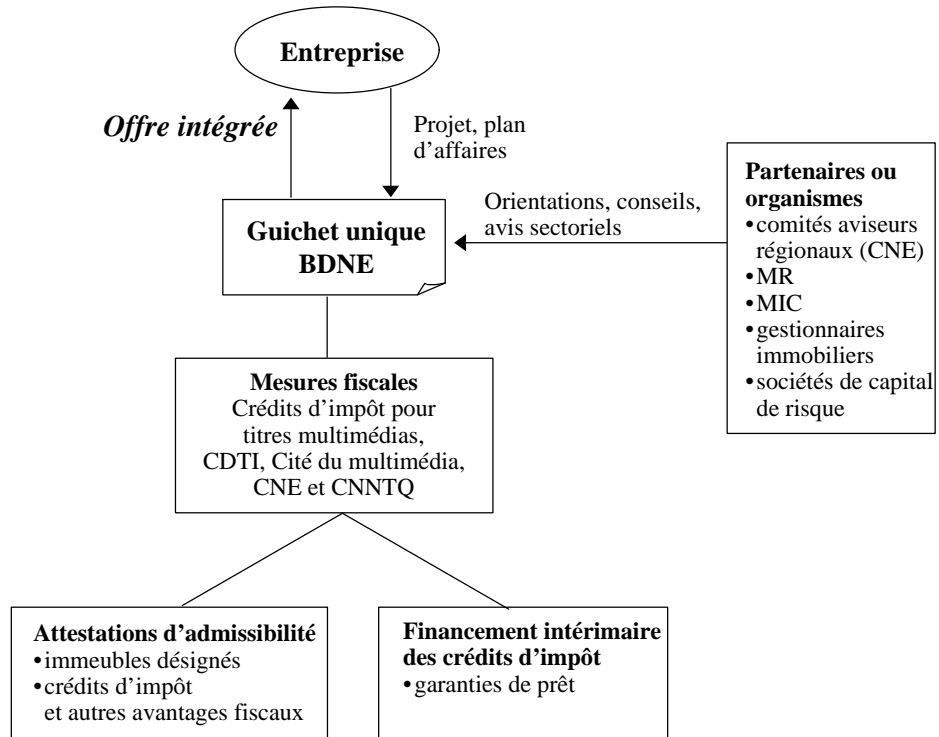 Entreprise
Offre intégrée
Projet, plan
d’affaires
Guichet unique
BDNE
Orientations, conseils,
avis sectoriels
Partenaires ou
organismes
•comités aviseurs
régionaux (CNE)
•MR
•MIC
•gestionnaires
immobiliers
•sociétés de capital
de risque
Mesures fiscales
Crédits d’impôt pour
titres multimédias,
CDTI, Cité du multimédia,
CNE et CNNTQ
Attestations d’admissibilité
•immeubles désignés
•crédits d’impôt
et autres avantages fiscaux
Financement intérimaire
des crédits d’impôt
•garanties de prêt